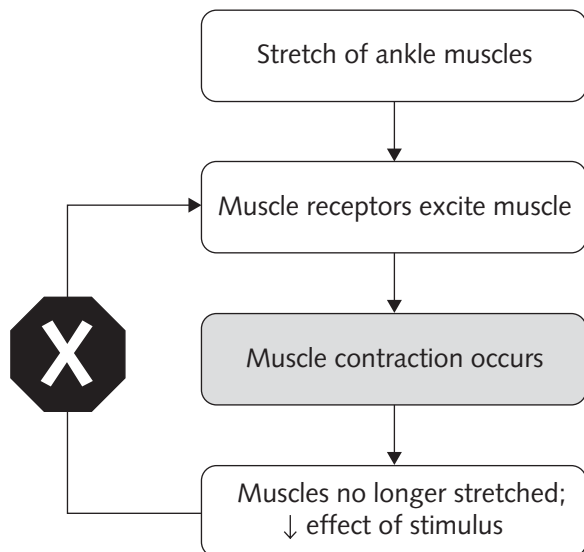 Stretch of ankle muscles
Muscle receptors excite muscle
X
Muscle contraction occurs
Muscles no longer stretched;
↓ effect of stimulus